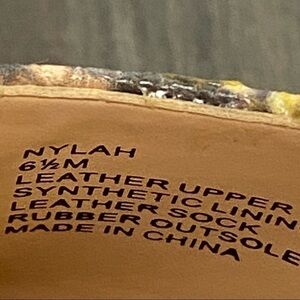 NYLAH
6½M
LEATHER UPPER
SYNTHETIC LININ
LEATHER SOCK
RUBBER OUTSOLE
MADE IN CHINA